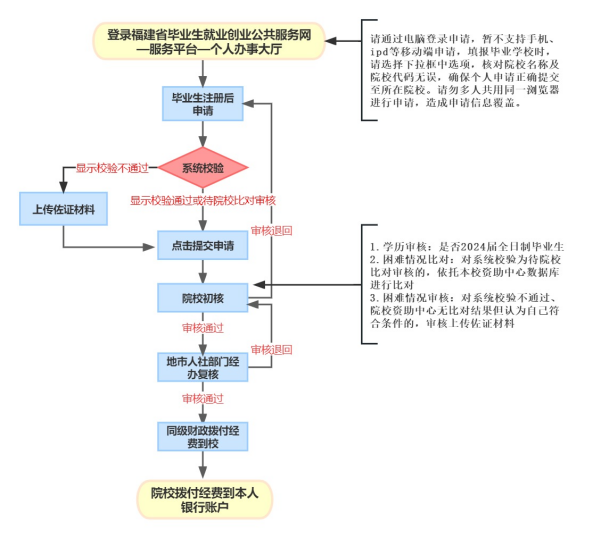 登录福建省毕业生就业创业公共服务网
—服务平台—个人办事大厅
请通过电脑登录申请，暂不支持手机、
ipd等移动端申请，填报毕业学校时，
请选择下拉框中选项，核对院校名称及
院校代码无误，确保个人申请正确提交
至所在院校。请勿多人共用同一浏览器
进行申请，造成申请信息覆盖。
毕业生注册后
申请
系统校验
显示校验不通过
上传佐证材料
显示校验通过或待院校比对审核
点击提交申请
审核退回
院校初核
1.学历审核：是否2024届全日制毕业生
2.困难情况比对：对系统校验为待院校
比对审核的，依托本校资助中心数据库
进行比对
3.困难情况审核：对系统校验不通过、
院校资助中心无比对结果但认为自己符
合条件的，审核上传佐证材料
审核通过
审核退回
地市人社部门经
办复核
审核通过
同级财政拨付经
费到校
院校拨付经费到本人
银行账户